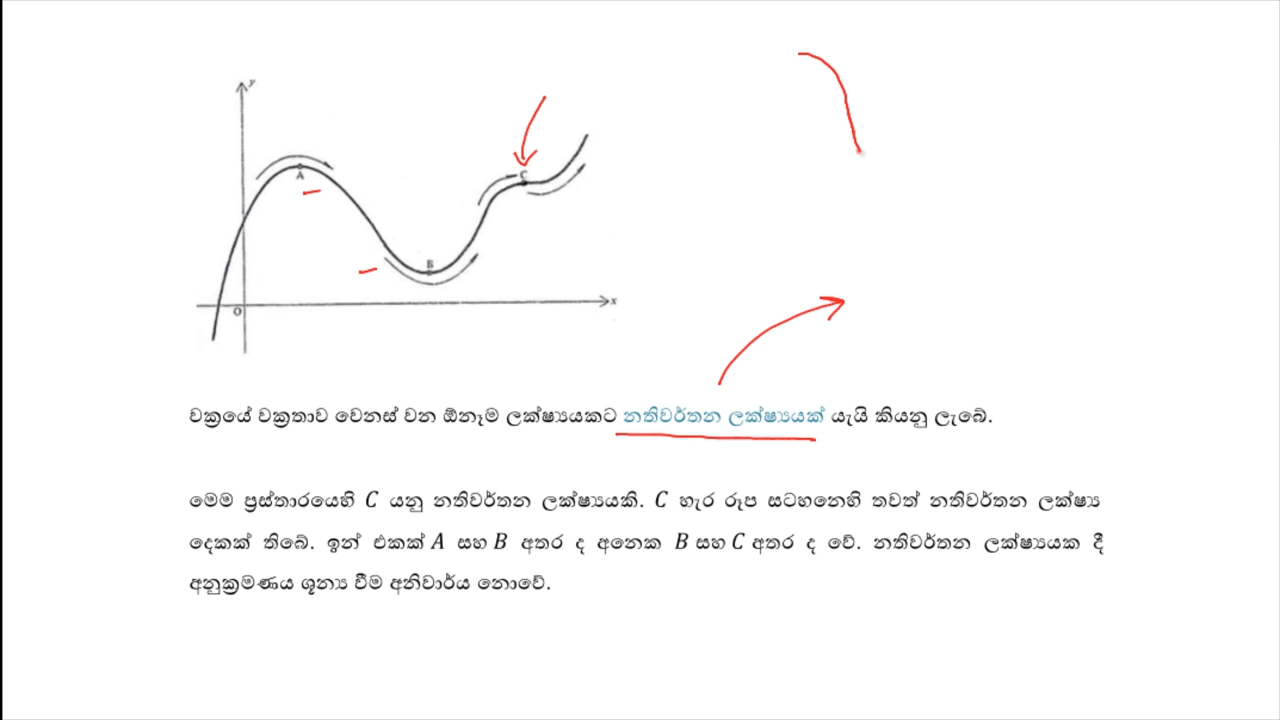 y
A
C
B
O
x
වක්‍රයේ වක්‍රතාව වෙනස් වන ඕනෑම ලක්ෂ්‍යයකට නතිවර්තන ලක්ෂ්‍යයක් යැයි කියනු ලැබේ.
මෙම ප්‍රස්තාරයෙහි C යනු නතිවර්තන ලක්ෂ්‍යයකි. C හැර රූප සටහනෙහි තවත් නතිවර්තන ලක්ෂ්‍ය
දෙකක් තිබේ. ඉන් එකක් A සහ B අතර ද අනෙක B සහ C අතර ද වේ. නතිවර්තන ලක්ෂ්‍යයක දී
අනුක්‍රමණය ශූන්‍ය වීම අනිවාර්ය නොවේ.